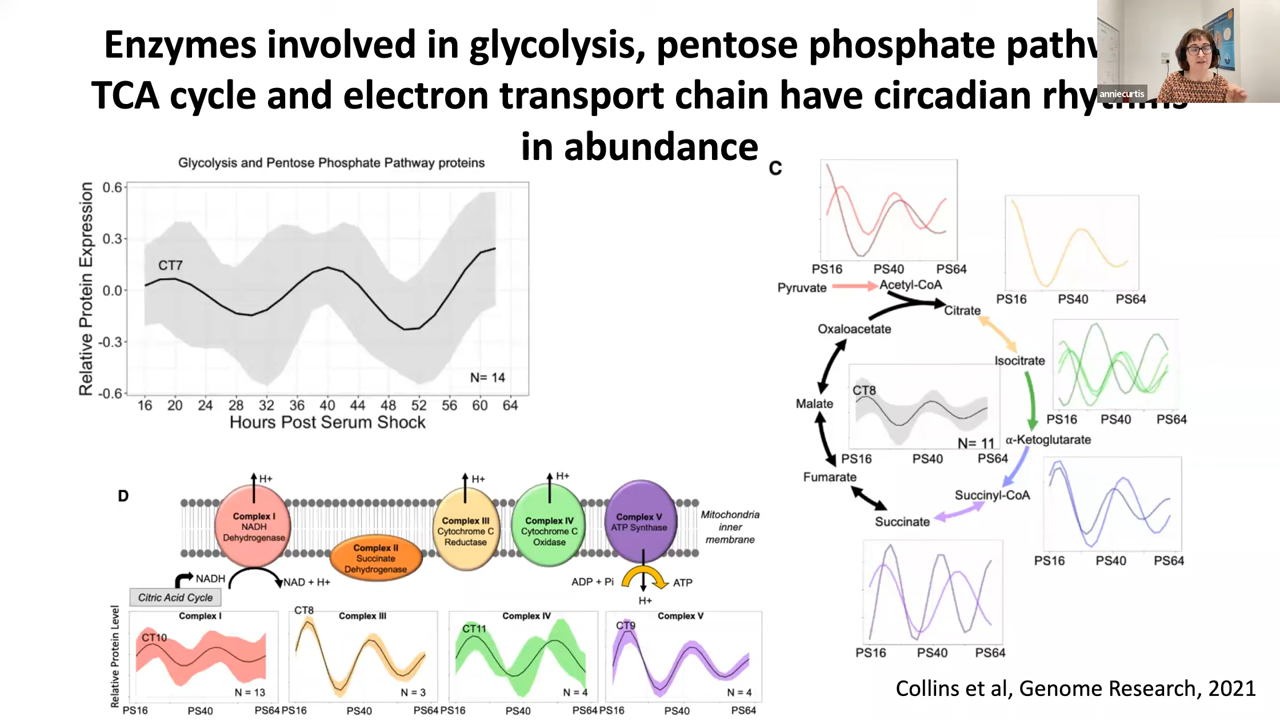 Enzymes involved in glycolysis, pentose phosphate
TCA cycle and electron transport chain have circadian
in abundance
anniecurtis
Glycolysis and Pentose Phosphate Pathway proteins
Relative Protein Expression
0.6
0.3
0.0
-0.3
-0.6
CT7
N= 14
16 20 24 28 32 36 40 44 48 52 56 60 64
Hours Post Serum Shock
C
PS16 PS40 PS64
Pyruvate
Acetyl-CoA
PS16 PS40 PS64
Citrate
Oxaloacetate
Isocitrate
PS16 PS40 PS64
CT8
N= 11
PS16 PS40 PS64
Malate
α-Ketoglutarate
Fumarate
Succinyl-CoA
Succinate
PS16 PS40 PS64
PS16 PS40 PS64
D
H+
H+
H+
Complex I
NADH
Dehydrogenase
Complex II
Succinate
Dehydrogenase
Complex III
Cytochrome C
Reductase
Complex IV
Cytochrome C
Oxidase
Complex V
ATP Synthase
Mitochondria
inner
membrane
NADH
NAD + H+
ADP + Pi
ATP
H+
Citric Acid Cycle
Relative Protein Level
Complex I
CT10
N = 13
PS16 PS40 PS64
CT8
Complex III
N = 3
PS16 PS40 PS64
Complex IV
CT11
N = 4
PS16 PS40 PS64
Complex V
CT9
N = 4
PS16 PS40 PS64
Collins et al, Genome Research, 2021